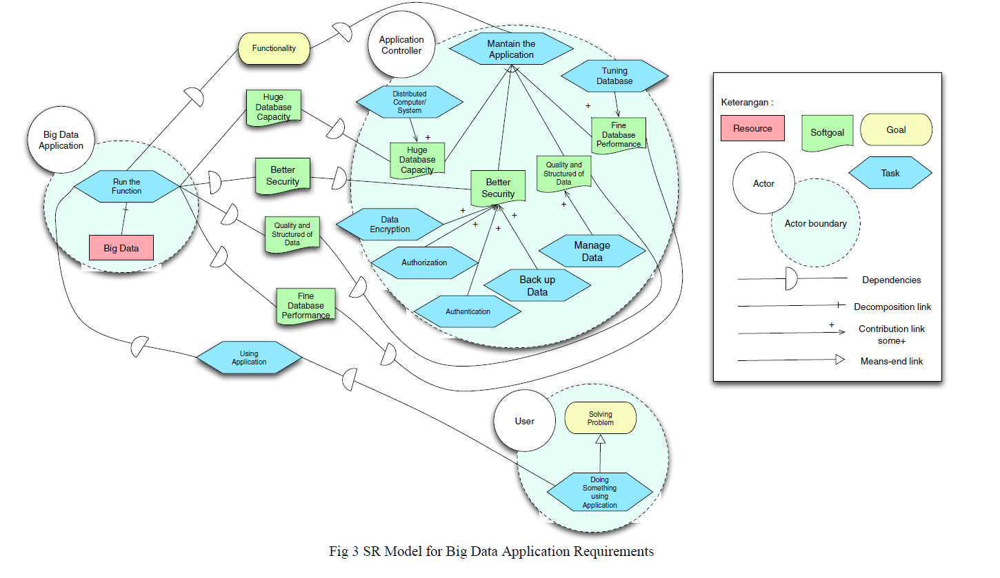 Functionality
Application
Controller
Mantain the
Application
Tuning
Database
Huge
Database
Capacity
Distributed
Computer/
System
+
+
Fine
Database
Performance
Big Data
Application
Huge
Database
Capacity
Run the
Function
Better
Security
Better
Security
Quality and
Structured of
Data
Big Data
Quality and
Structured of
Data
Data
Encryption
+
+
+
+
+
Authorization
Manage
Data
Back up
Data
Authentication
Fine
Database
Performance
Using
Application
User
Solving
Problem
Doing
Something
using
Application
Keterangan :
Resource
Softgoal
Goal
Actor
Task
Actor boundary
Dependencies
Decomposition link
+
Contribution link
some+
Means-end link
Fig 3 SR Model for Big Data Application Requirements